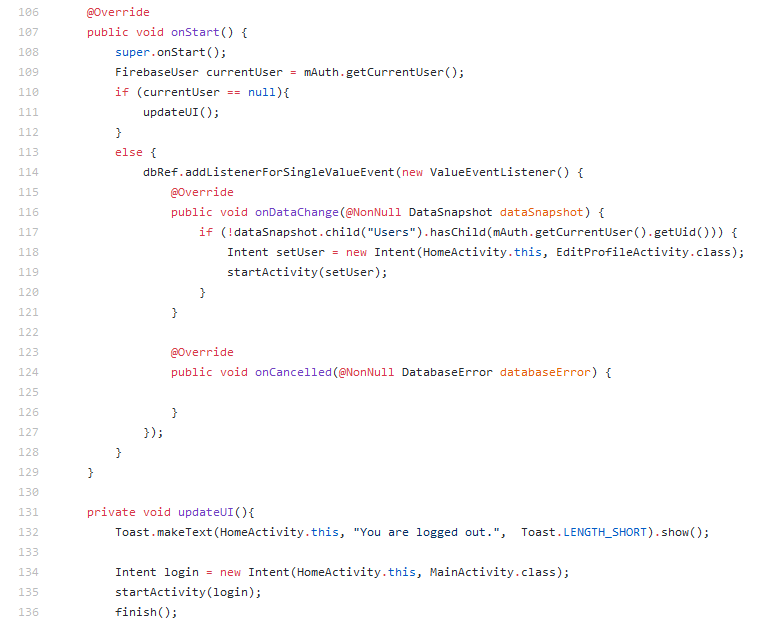 106 @Override
107 public void onStart() {
108 super.onStart();
109 FirebaseUser currentUser = mAuth.getCurrentUser();
110 if (currentUser == null){
111 updateUI();
112 }
113 else {
114 dbRef.addListenerForSingleValueEvent(new ValueEventListener() {
115 @Override
116 public void onDataChange(@NonNull DataSnapshot dataSnapshot) {
117 if (!dataSnapshot.child("Users").hasChild(mAuth.getCurrentUser().getUid())) {
118 Intent setUser = new Intent(HomeActivity.this, EditProfileActivity.class);
119 startActivity(setUser);
120 }
121 }
122
123 @Override
124 public void onCancelled(@NonNull DatabaseError databaseError) {
125
126 }
127 });
128 }
129 }
130
131 private void updateUI(){
132 Toast.makeText(HomeActivity.this, "You are logged out.",  Toast.LENGTH_SHORT).show();
133
134 Intent login = new Intent(HomeActivity.this, MainActivity.class);
135 startActivity(login);
136 finish();